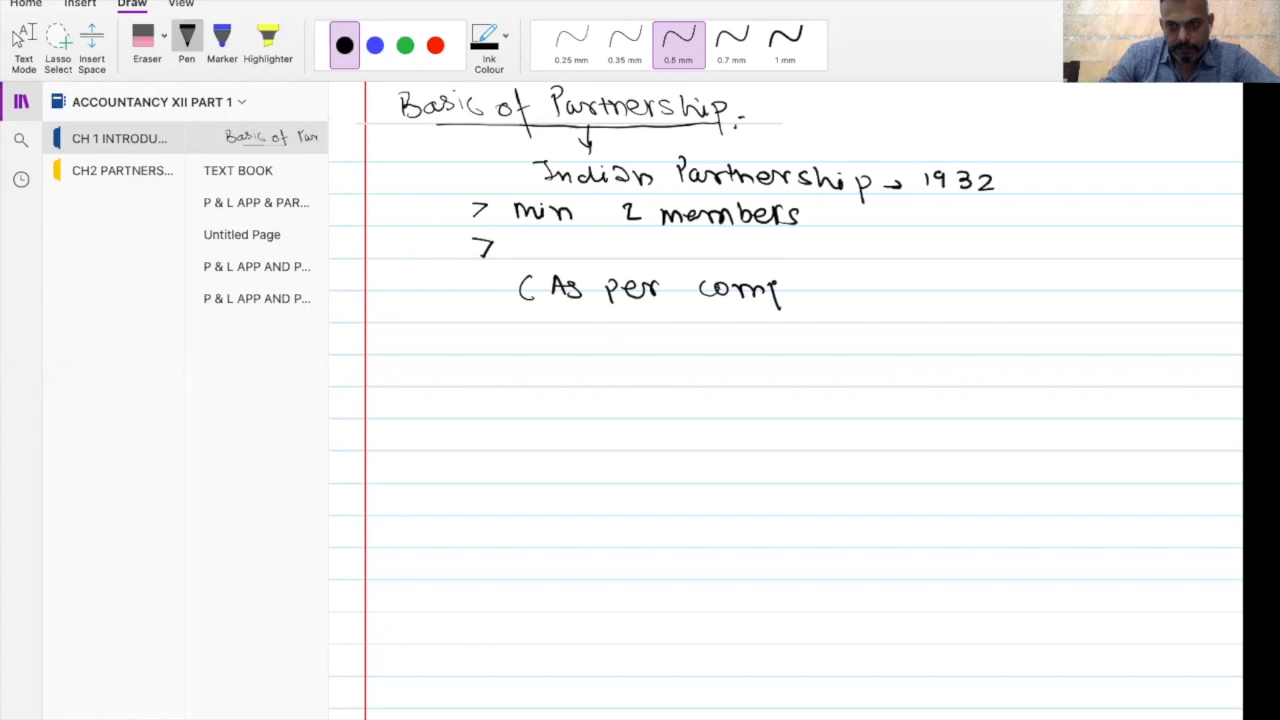 Home Insert Draw View
Text Mode
Lasso Select
Insert Space
Eraser
Pen
Marker
Highlighter
Ink Colour
0.25 mm
0.35 mm
0.5 mm
0.7 mm
1 mm
ACCOUNTANCY XII PART 1
CH 1 INTRODU...
CH2 PARTNERS...
Basic of Par
TEXT BOOK
P & L APP & PAR...
Untitled Page
P & L APP AND P...
P & L APP AND P...
Basic of Partnership:-
Indian Partnership → 1932
> min 2 members
>
( As per comp